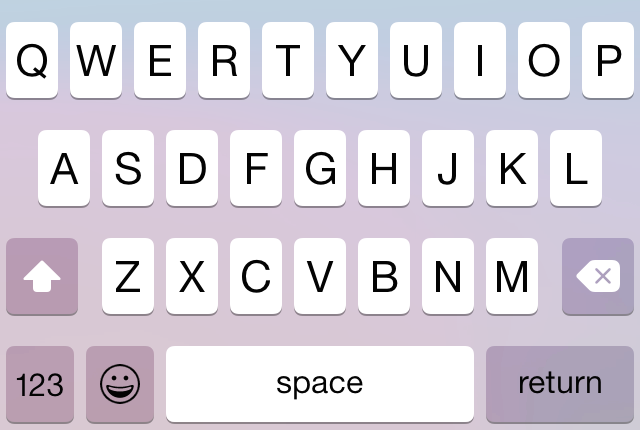 Q W E R T Y U I O P
A S D F G H J K L
Z X C V B N M
123 space return